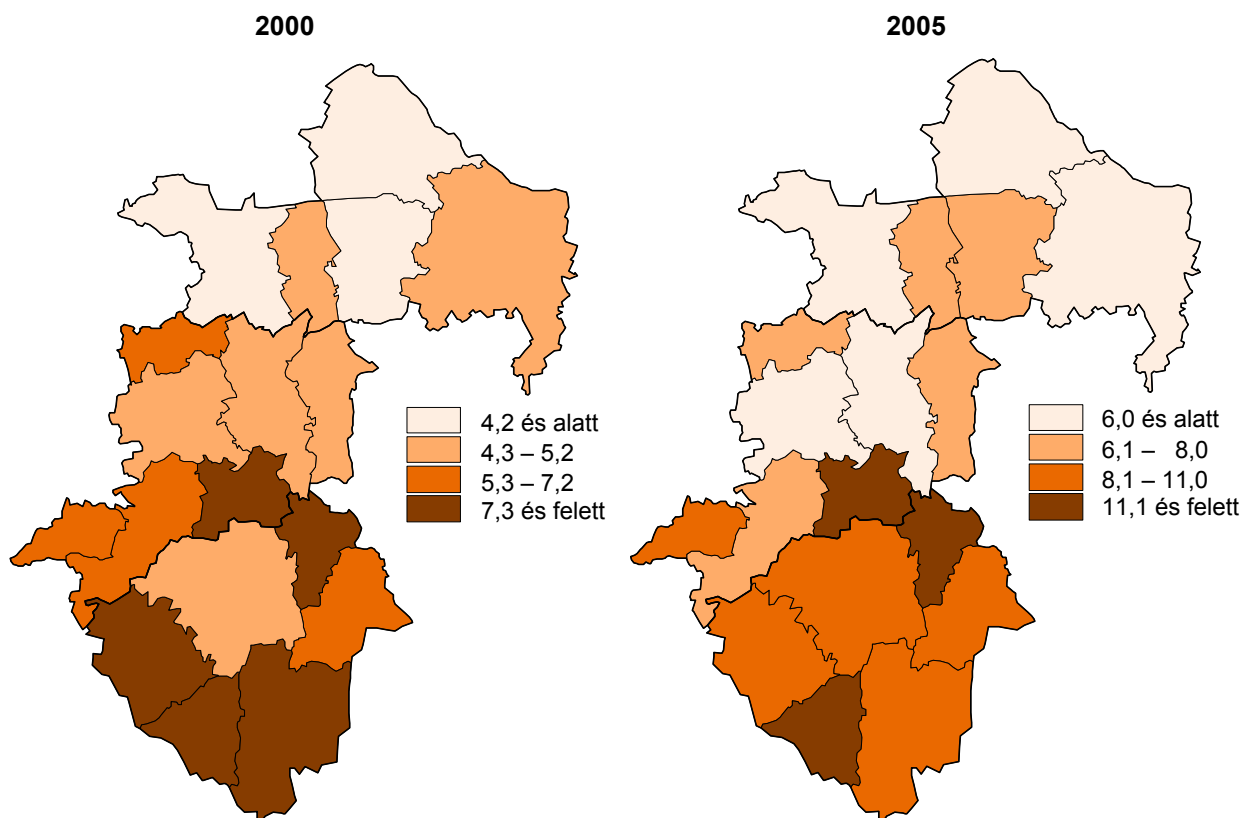 2000
2005
4,2 és alatt
4,3 – 5,2
5,3 – 7,2
7,3 és felett
6,0 és alatt
6,1 – 8,0
8,1 – 11,0
11,1 és felett